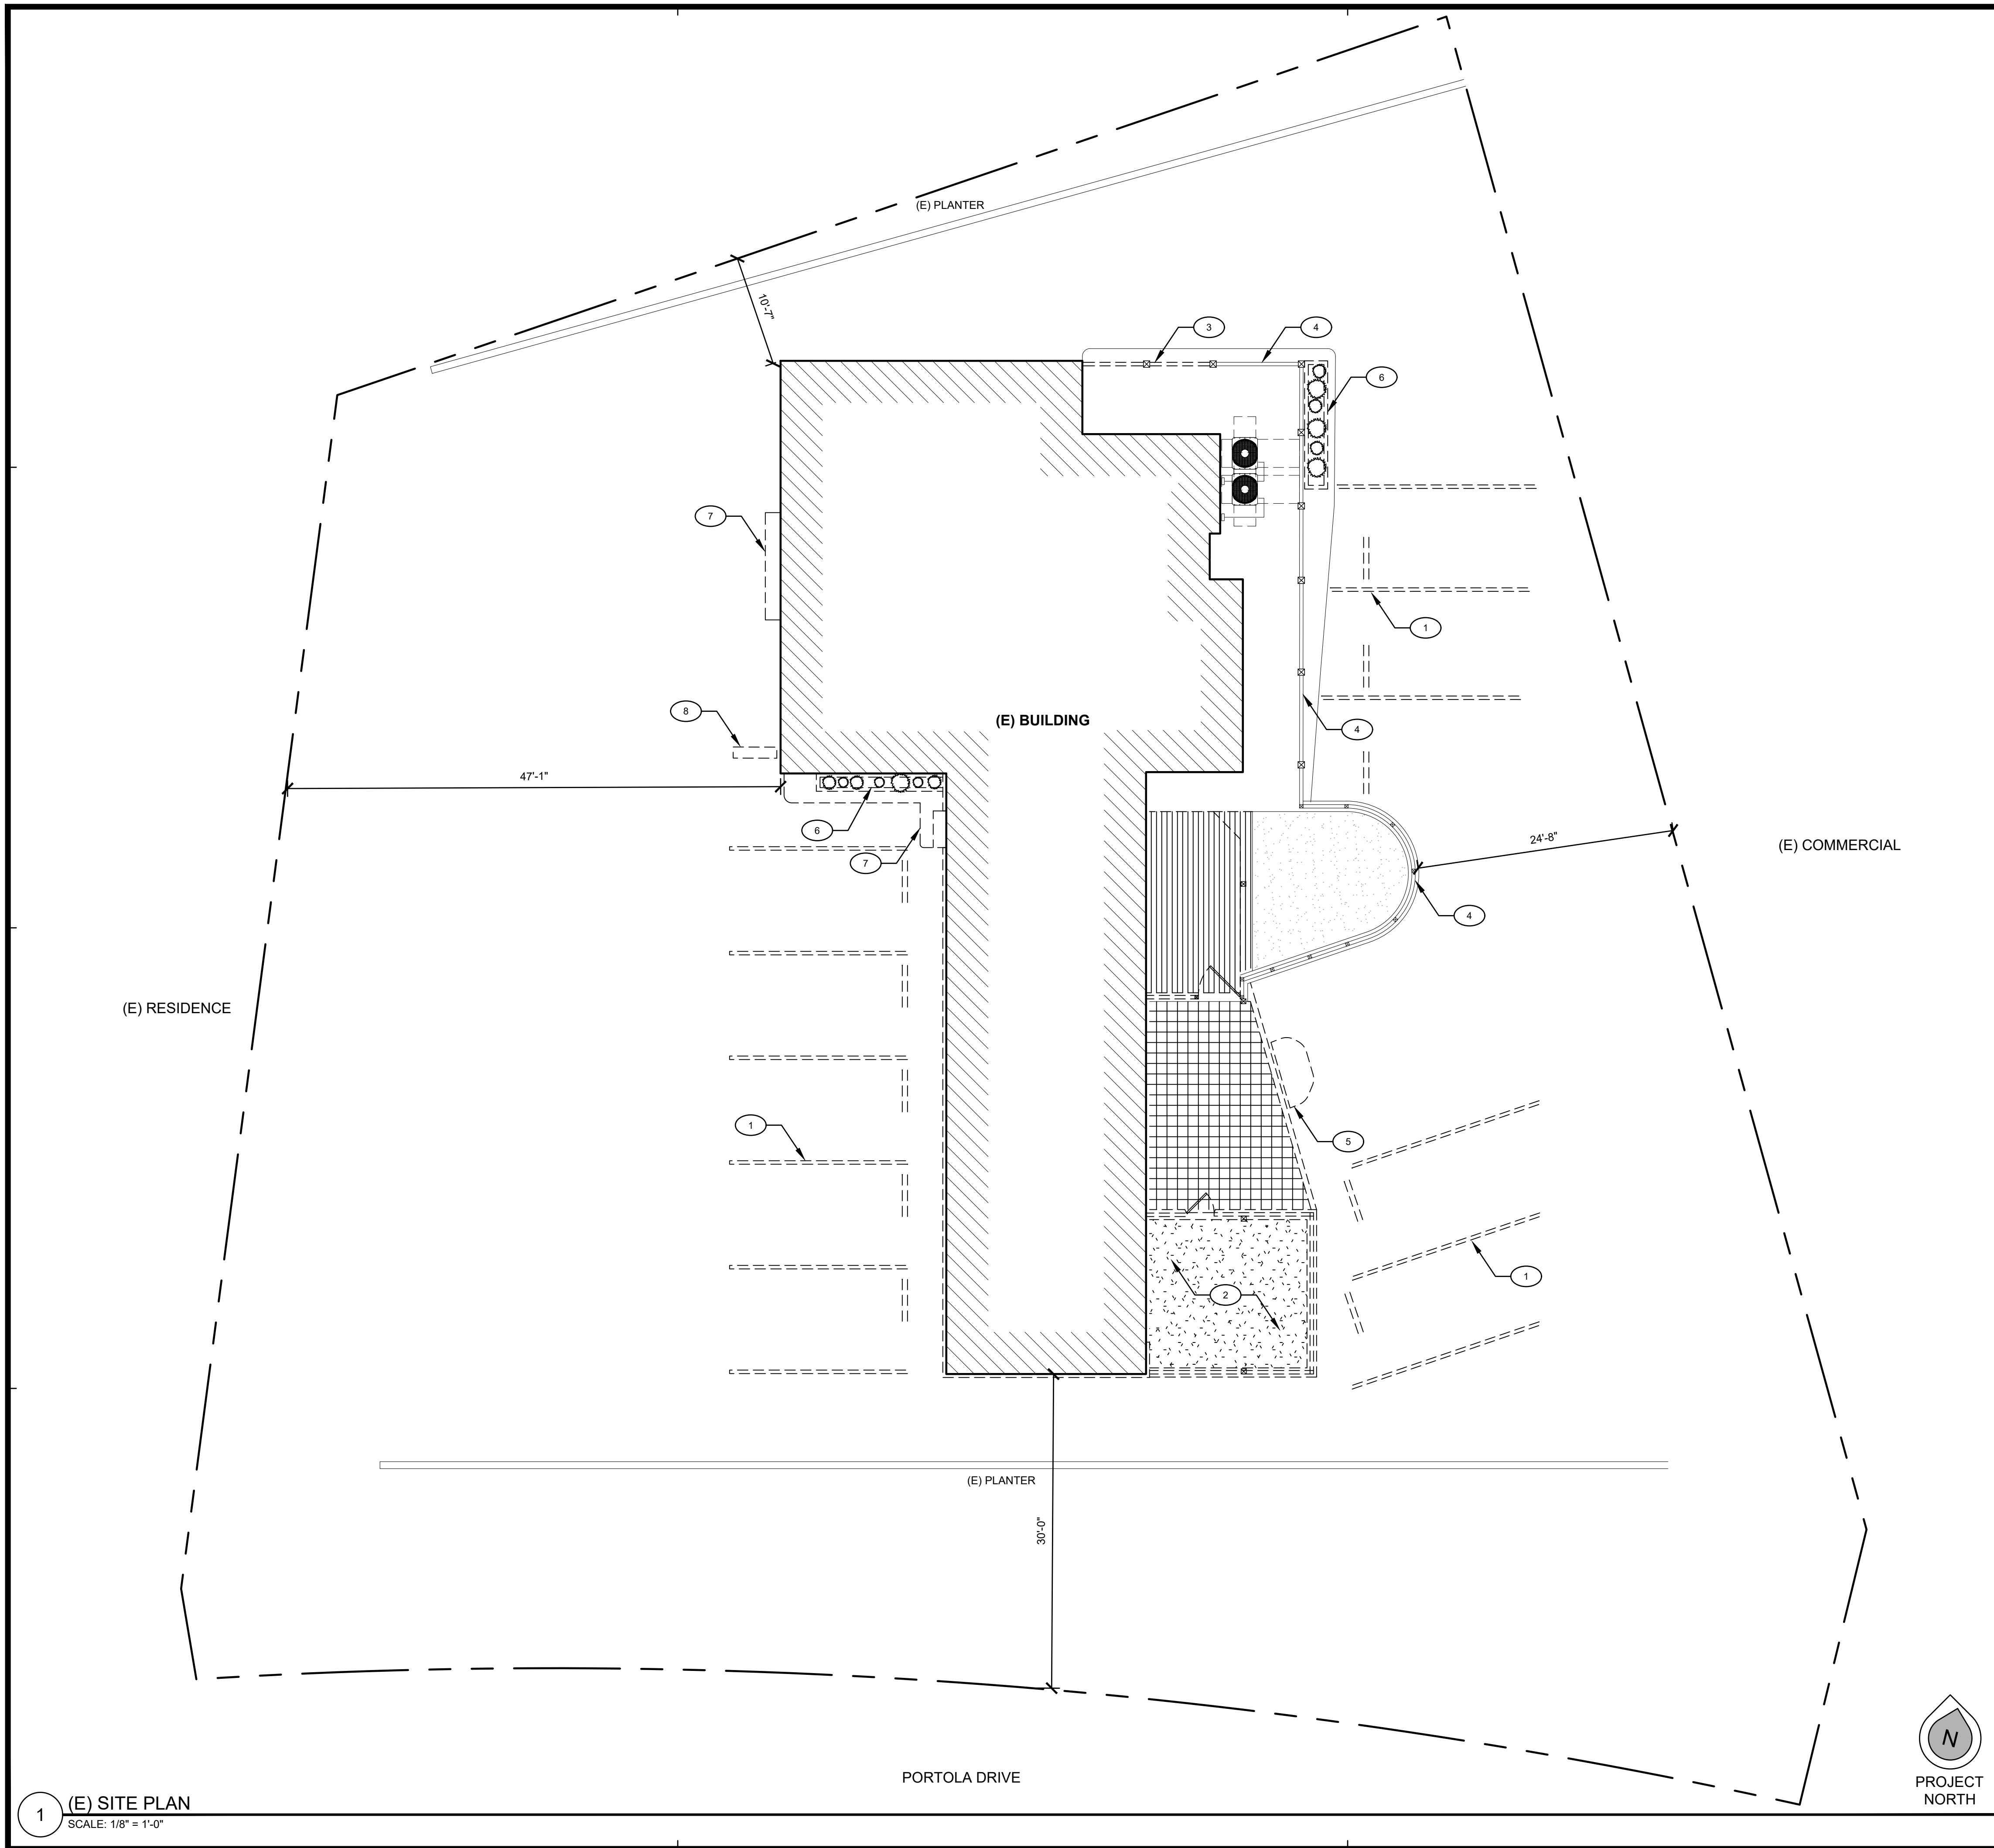 (E) PLANTER
10'-7"
3
4
6
7
1
8
(E) BUILDING
4
47'-1"
6
7
24'-8"
(E) COMMERCIAL
4
(E) RESIDENCE
1
5
1
2
(E) PLANTER
30'-0"
N
PROJECT
NORTH
PORTOLA DRIVE
1
(E) SITE PLAN
SCALE: 1/8" = 1'-0"